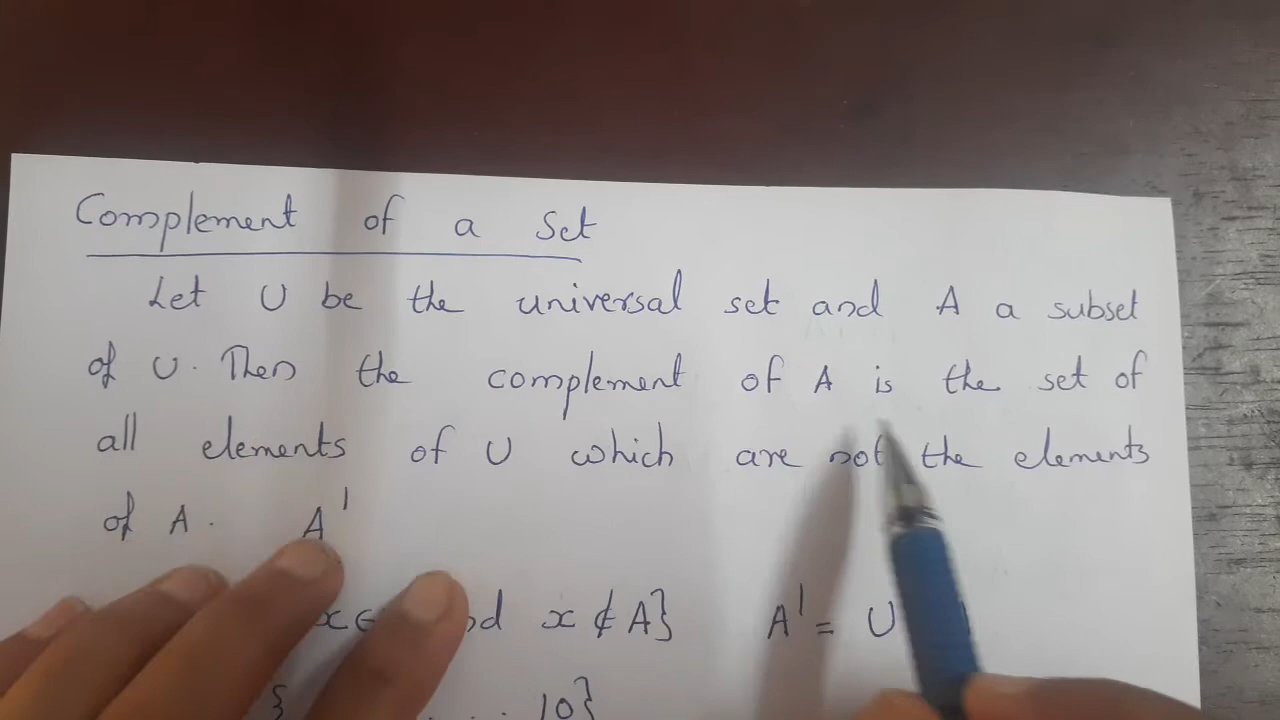 Complement of a Set
Let U be the universal set and A a subset
of U. Then the complement of A is the set of
all elements of U which are not the elements
of A. A'
x ∉ A} A' = U
{ . . . . 10}